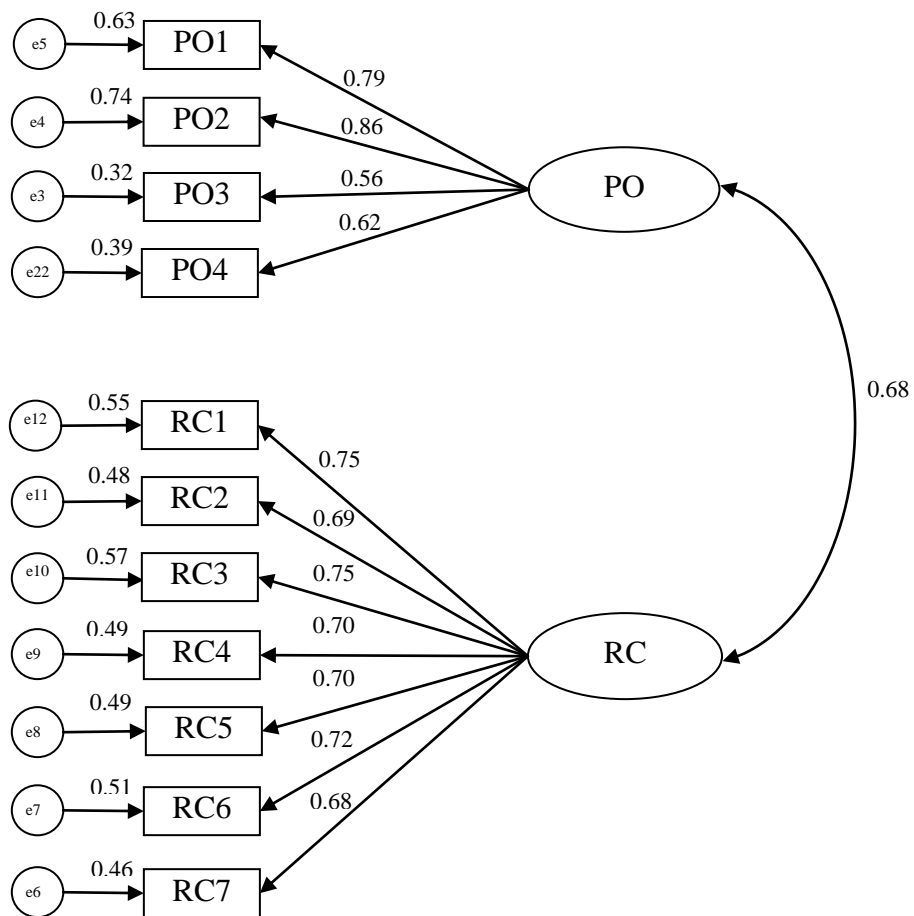 0.63
e5
PO1
0.79
0.74
e4
PO2
0.86
0.32
e3
PO3
0.56
PO
0.39
e22
PO4
0.62
0.68
0.55
e12
RC1
0.75
0.48
e11
RC2
0.69
0.57
e10
RC3
0.75
0.49
e9
RC4
0.70
RC
0.49
e8
RC5
0.70
0.51
e7
RC6
0.72
0.46
e6
RC7
0.68